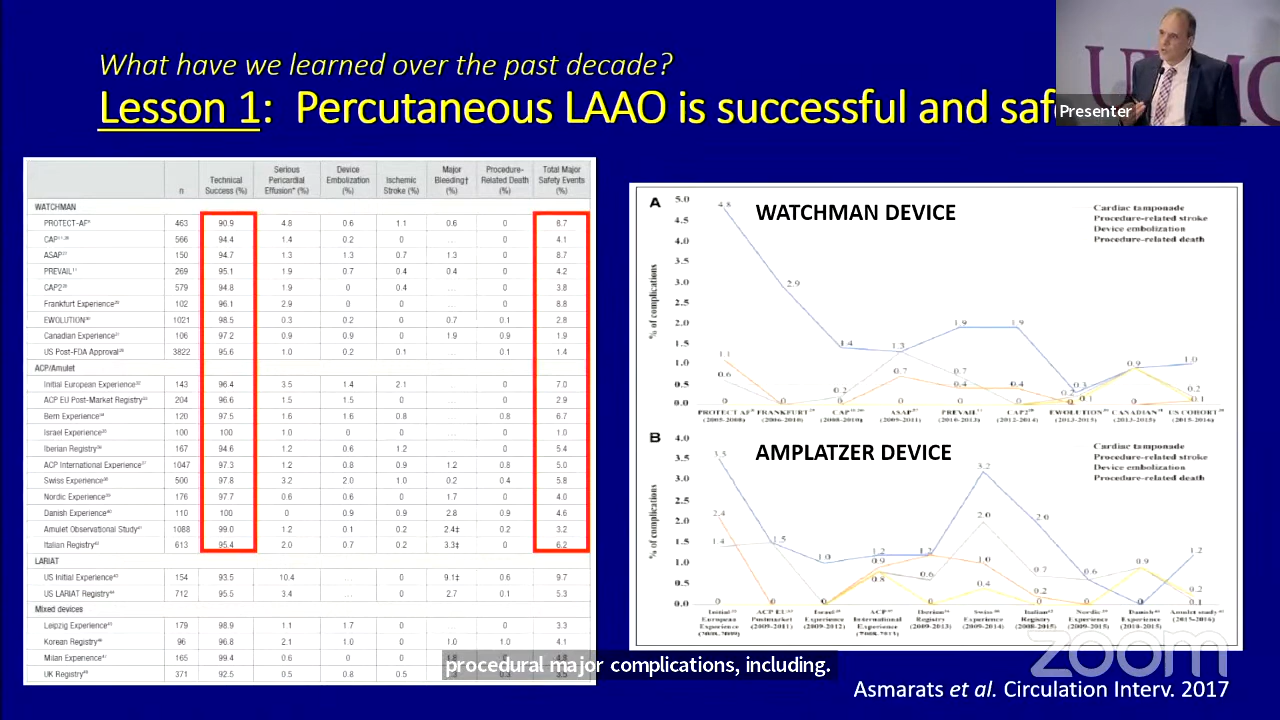 What have we learned over the past decade?
Lesson 1: Percutaneous LAAO is successful and saf
Presenter
n Technical Success (%) Serious Pericardial Effusion* (%) Device Embolization (%) Ischemic Stroke (%) Major Bleeding† (%) Procedure-Related Death (%) Total Major Safety Events (%)
WATCHMAN
PROTECT-AF 463 90.9 4.8 0.6 1.1 0.6 0 8.7
CAP 566 94.4 1.4 0.2 0 ... 0 4.1
ASAP 150 94.7 1.3 1.3 0.7 1.3 0 8.7
PREVAIL 269 95.1 1.9 0.7 0.4 0.4 0 4.2
CAP2 579 94.8 1.9 0 0.4 ... 0 3.8
Frankfurt Experience 102 96.1 2.9 0 0 ... 0 8.8
EWOLUTION 1021 98.5 0.3 0.2 0 0.7 0.1 2.8
Canadian Experience 106 97.2 0.9 0.9 0 1.9 0.9 1.9
US Post-FDA Approval 3822 95.6 1.0 0.2 0.1 ... 0.1 1.4
ACP/Amulet
Initial European Experience 143 96.4 3.5 1.4 2.1 ... 0 7.0
ACP EU Post-Market Registry 204 96.6 1.5 1.5 0 ... 0 2.9
Bern Experience 120 97.5 1.6 1.6 0.8 ... 0.8 6.7
Israel Experience 100 100 1.0 0 0 ... 0 1.0
Iberian Registry 167 94.6 1.2 0.6 1.2 ... 0 5.4
ACP International Experience 1047 97.3 1.2 0.8 0.9 1.2 0.8 5.0
Swiss Experience 500 97.8 3.2 2.0 1.0 0.2 0.4 5.8
Nordic Experience 176 97.7 0.6 0.6 0 1.7 0 4.0
Danish Experience 110 100 0 0.9 0.9 2.8 0.9 4.6
Amulet Observational Study 1088 99.0 1.2 0.1 0.2 2.4‡ 0.2 3.2
Italian Registry 613 95.4 2.0 0.7 0.2 3.3‡ 0 6.2
LARIAT
US Initial Experience 154 93.5 10.4 ... 0 9.1‡ 0.6 9.7
US LARIAT Registry 712 95.5 3.4 ... 0 2.7 0.1 5.3
Mixed devices
Leipzig Experience 179 98.9 1.1 1.7 0 ... 0 3.3
Korean Registry 96 96.8 2.1 1.0 0 1.0 1.0 4.1
Milan Experience 165 99.4 0.6 0 0
UK Registry 371 92.5 0.5 0.8 0.5
A
WATCHMAN DEVICE
Cardiac tamponade
Procedure-related stroke
Device embolization
Procedure-related death
% of complications
5.0
4.5
4.0
3.5
3.0
2.5
2.0
1.5
1.0
0.5
0.0
4.8 2.9 1.4 1.3 1.9 1.9 0.3 0.9 1.0
1.1 0.6 0 0.2 0 0.7 0 0.7 0.4 0 0.4 0 0.2 0.1 0 0.2 0.1
PROTECT AF FRANKFURT CAP ASAP PREVAIL CAP2 EWOLUTION CANADIAN US COHORT
(2005-2008) (2006-2010) (2008-2010) (2009-2011) (2010-2013) (2012-2014) (2013-2015) (2013-2015) (2015-2016)
B
AMPLATZER DEVICE
Cardiac tamponade
Procedure-related stroke
Device embolization
Procedure-related death
% of complications
4.0
3.5
3.0
2.5
2.0
1.5
1.0
0.5
0.0
3.5 2.4 1.4 0 1.5 0 1.0 0 1.2 0.9 0.8 1.2 0.6 0 3.2 2.0 1.0 0.4 2.0 0.7 0.2 0 0.6 0 0.9 0 1.2 0.2 0.1
Initial European Experience (2008-2009) ACP EU Postmarket (2009-2011) Israel Experience (2009-2012) ACP International Experience (2008-2013) Iberian Registry (2009-2013) Swiss Experience (2009-2014) Italian Registry (2008-2015) Nordic Experience (2009-2015) Danish Experience (2010-2015) Amulet study (2015-2016)
procedural major complications, including.
zoom
Asmarats et al. Circulation Interv. 2017